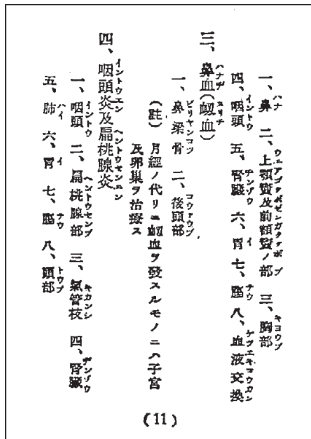 一、鼻 二、上顎竇及前額竇ノ部 三、胸部
四、咽頭 五、腎臓 六、胃 七、臍 八、血液交換
三、鼻血(衂血)
一、鼻梁骨 二、後頭部
(註) 月經ノ代リニ衂血ヲ發スルモノニハ子宮
及卵巣ヲ治療ス
四、咽頭炎及扁桃腺炎
一、咽頭 二、扁桃腺部 三、氣管枝 四、腎臓
五、肺 六、胃 七、臍 八、頭部
(11)